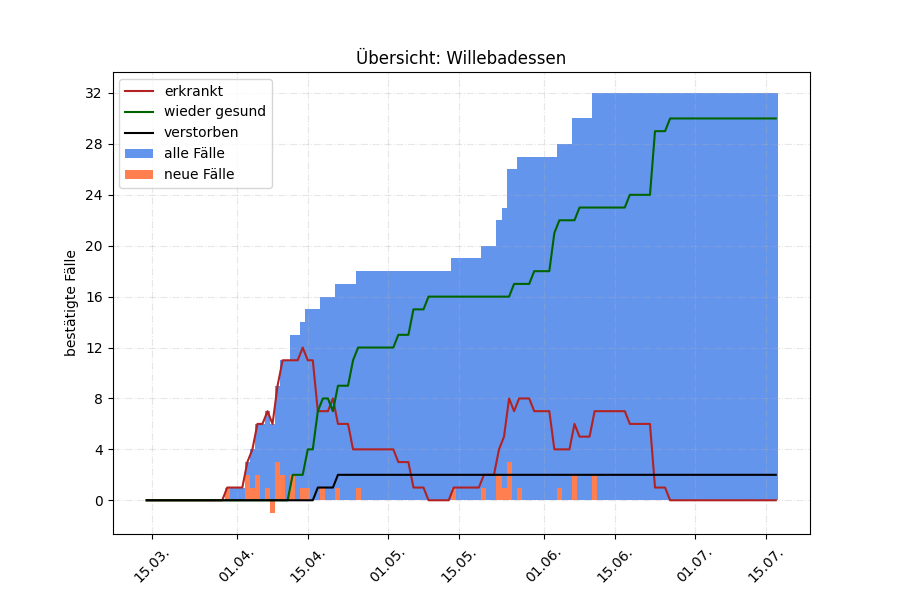 Übersicht: Willebadessen
erkrankt
wieder gesund
verstorben
alle Fälle
neue Fälle
bestätigte Fälle
32
28
24
20
16
12
8
4
0
15.03.
01.04.
15.04.
01.05.
15.05.
01.06.
15.06.
01.07.
15.07.